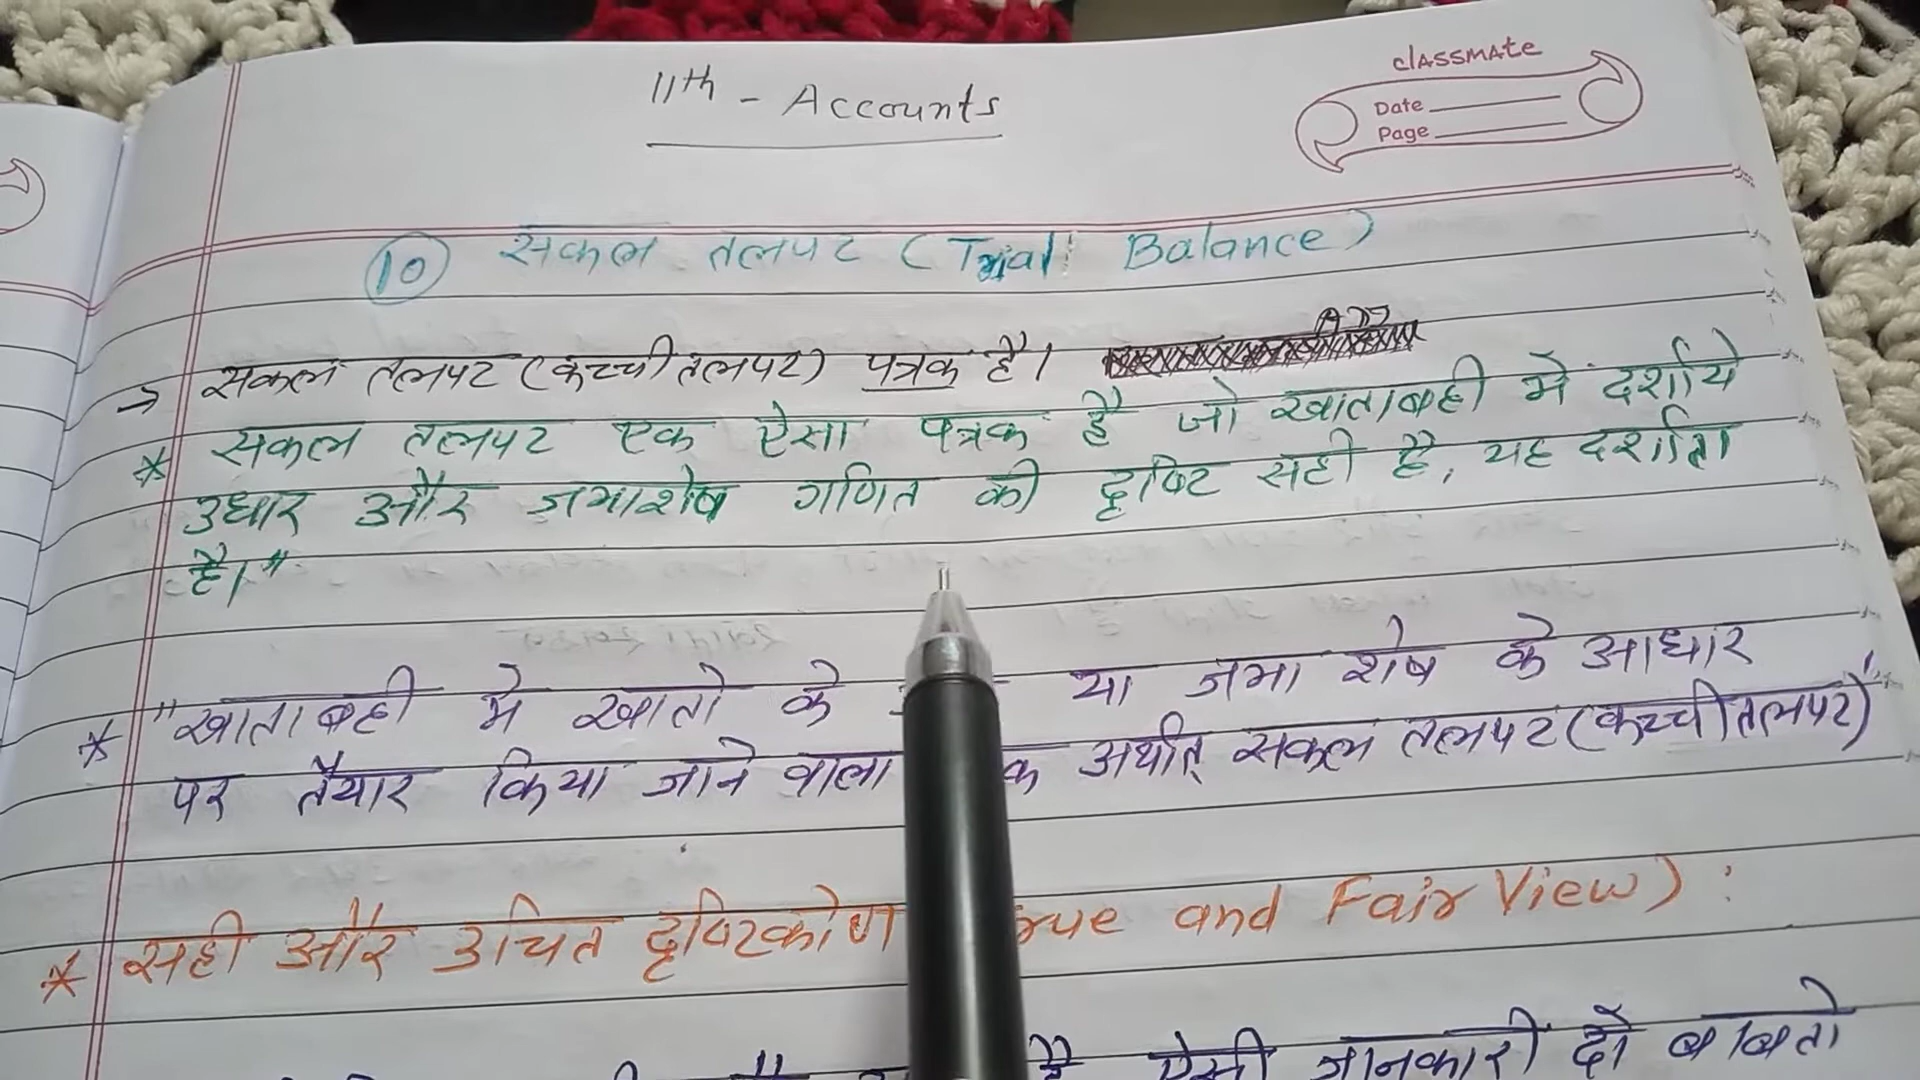 11th - Accounts
classmate
Date
Page
10 सकल तलपट (Trial Balance)
→ सकल तलपट (कच्ची तलपट) पत्रक है।
* सकल तलपट एक ऐसा पत्रक है जो खाताबही में दर्शाये
उधार और जमाशेष गणित की दृष्टि सही है, यह दर्शाता
है।"
* "खाताबही मे खातो के या जमा शेष के आधार
पर तैयार किया जाने वाला क अर्थात् सकल तलपट (कच्ची तलपट)"
* सही और उचित दृष्टिकोण rue and Fair View) :
है ऐसी जानकारी दो बाबतो